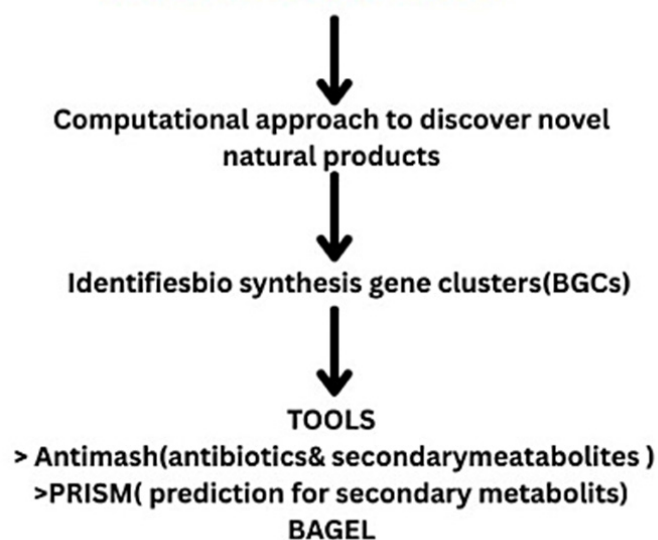 Computational approach to discover novel
natural products
Identifiesbio synthesis gene clusters(BGCs)
TOOLS
> Antimash(antibiotics& secondarymeatabolites )
>PRISM( prediction for secondary metabolits)
BAGEL